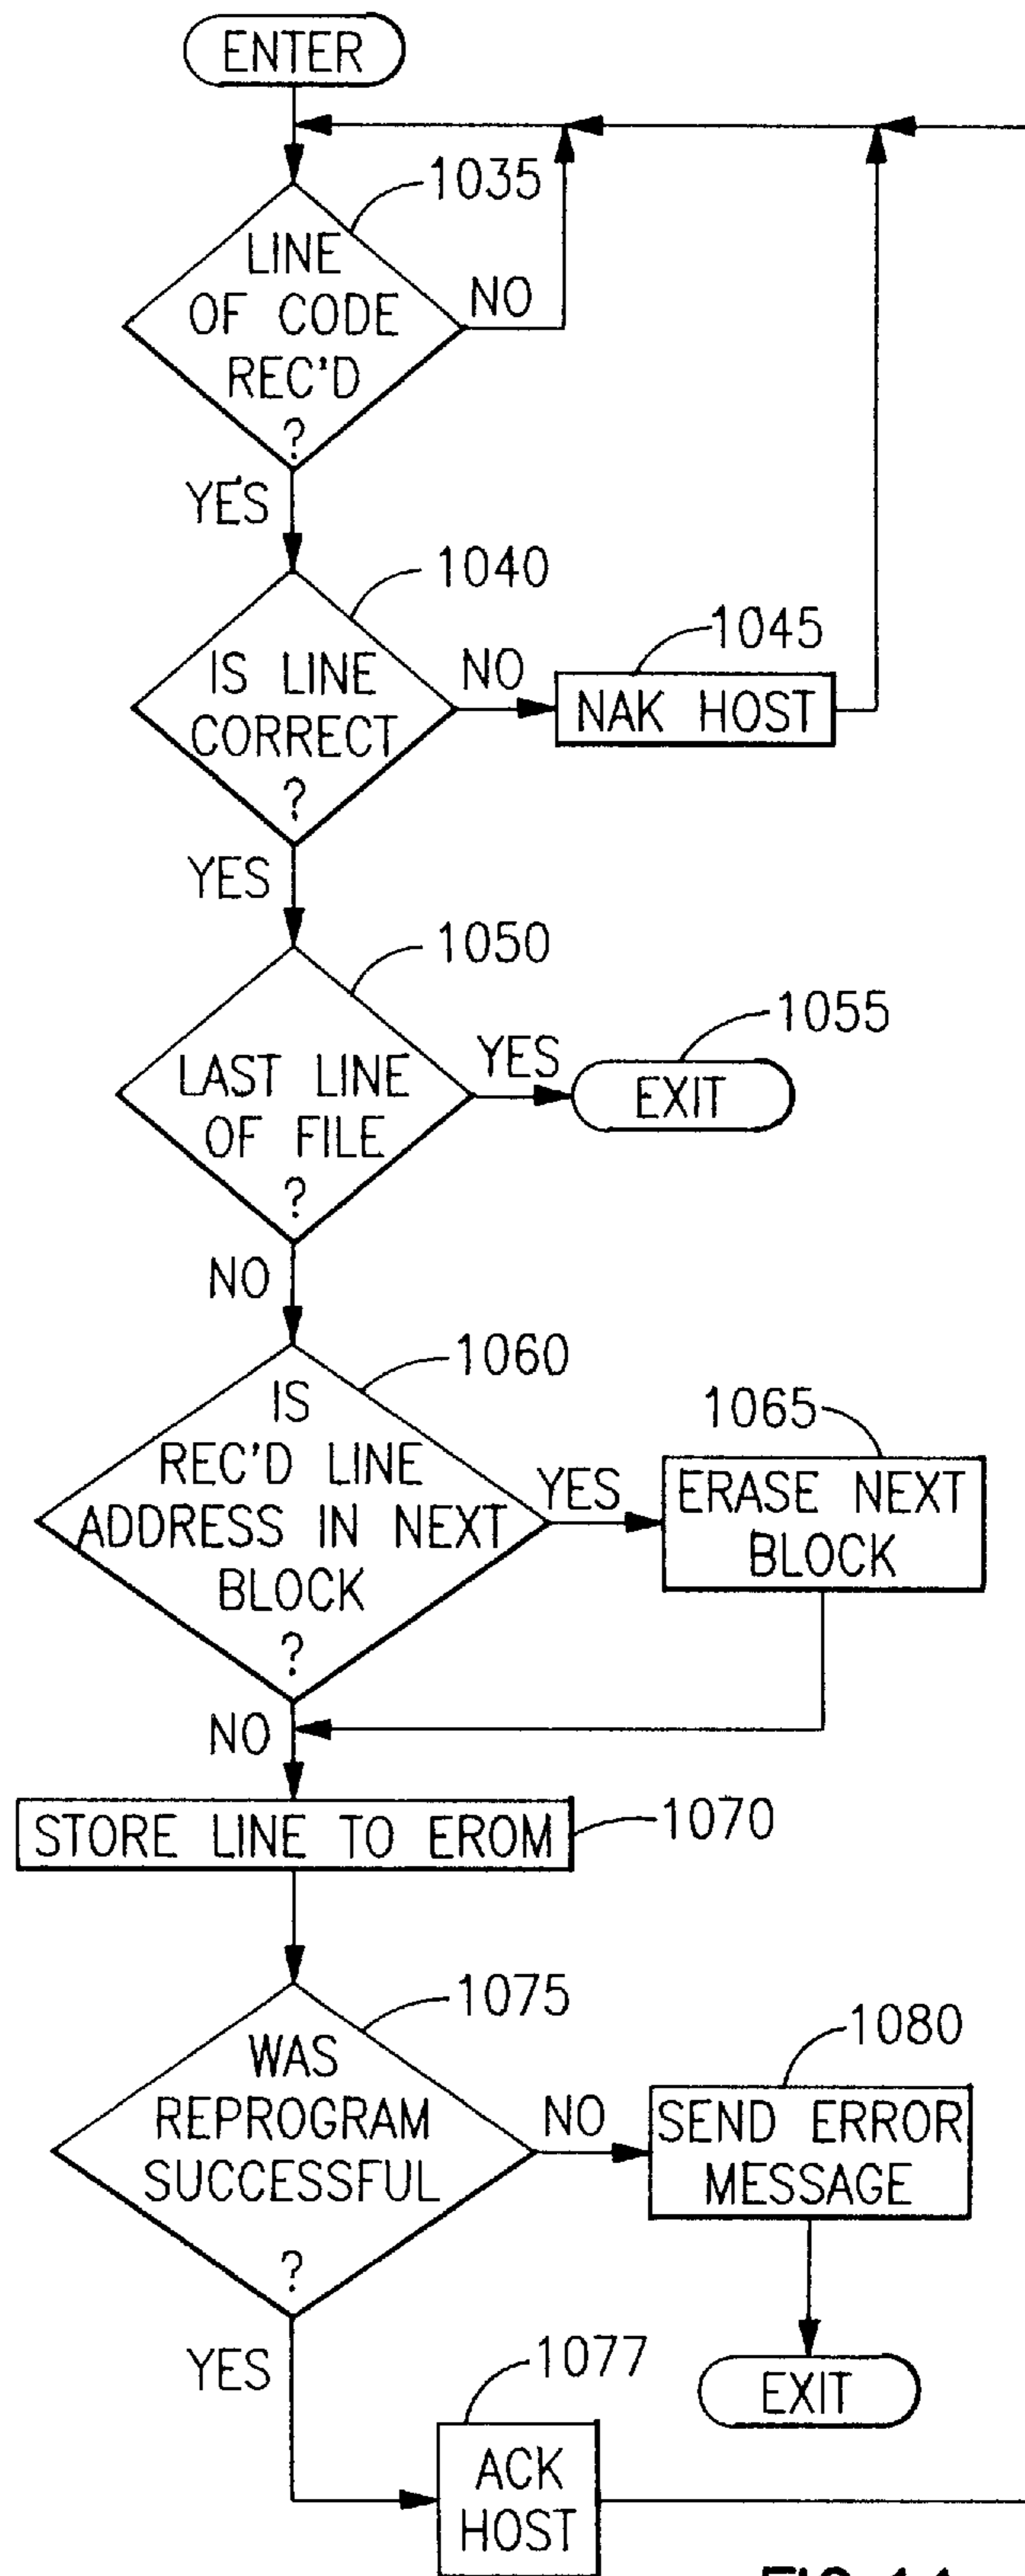 ENTER
1035
LINE
OF CODE
REC'D
?
NO
YES
1040
IS LINE
CORRECT
?
NO
1045
NAK HOST
YES
1050
LAST LINE
OF FILE
?
YES
1055
EXIT
NO
1060
IS
REC'D LINE
ADDRESS IN NEXT
BLOCK
?
YES
1065
ERASE NEXT
BLOCK
NO
STORE LINE TO EROM
1070
1075
WAS
REPROGRAM
SUCCESSFUL
?
NO
1080
SEND ERROR
MESSAGE
EXIT
YES
1077
ACK
HOST